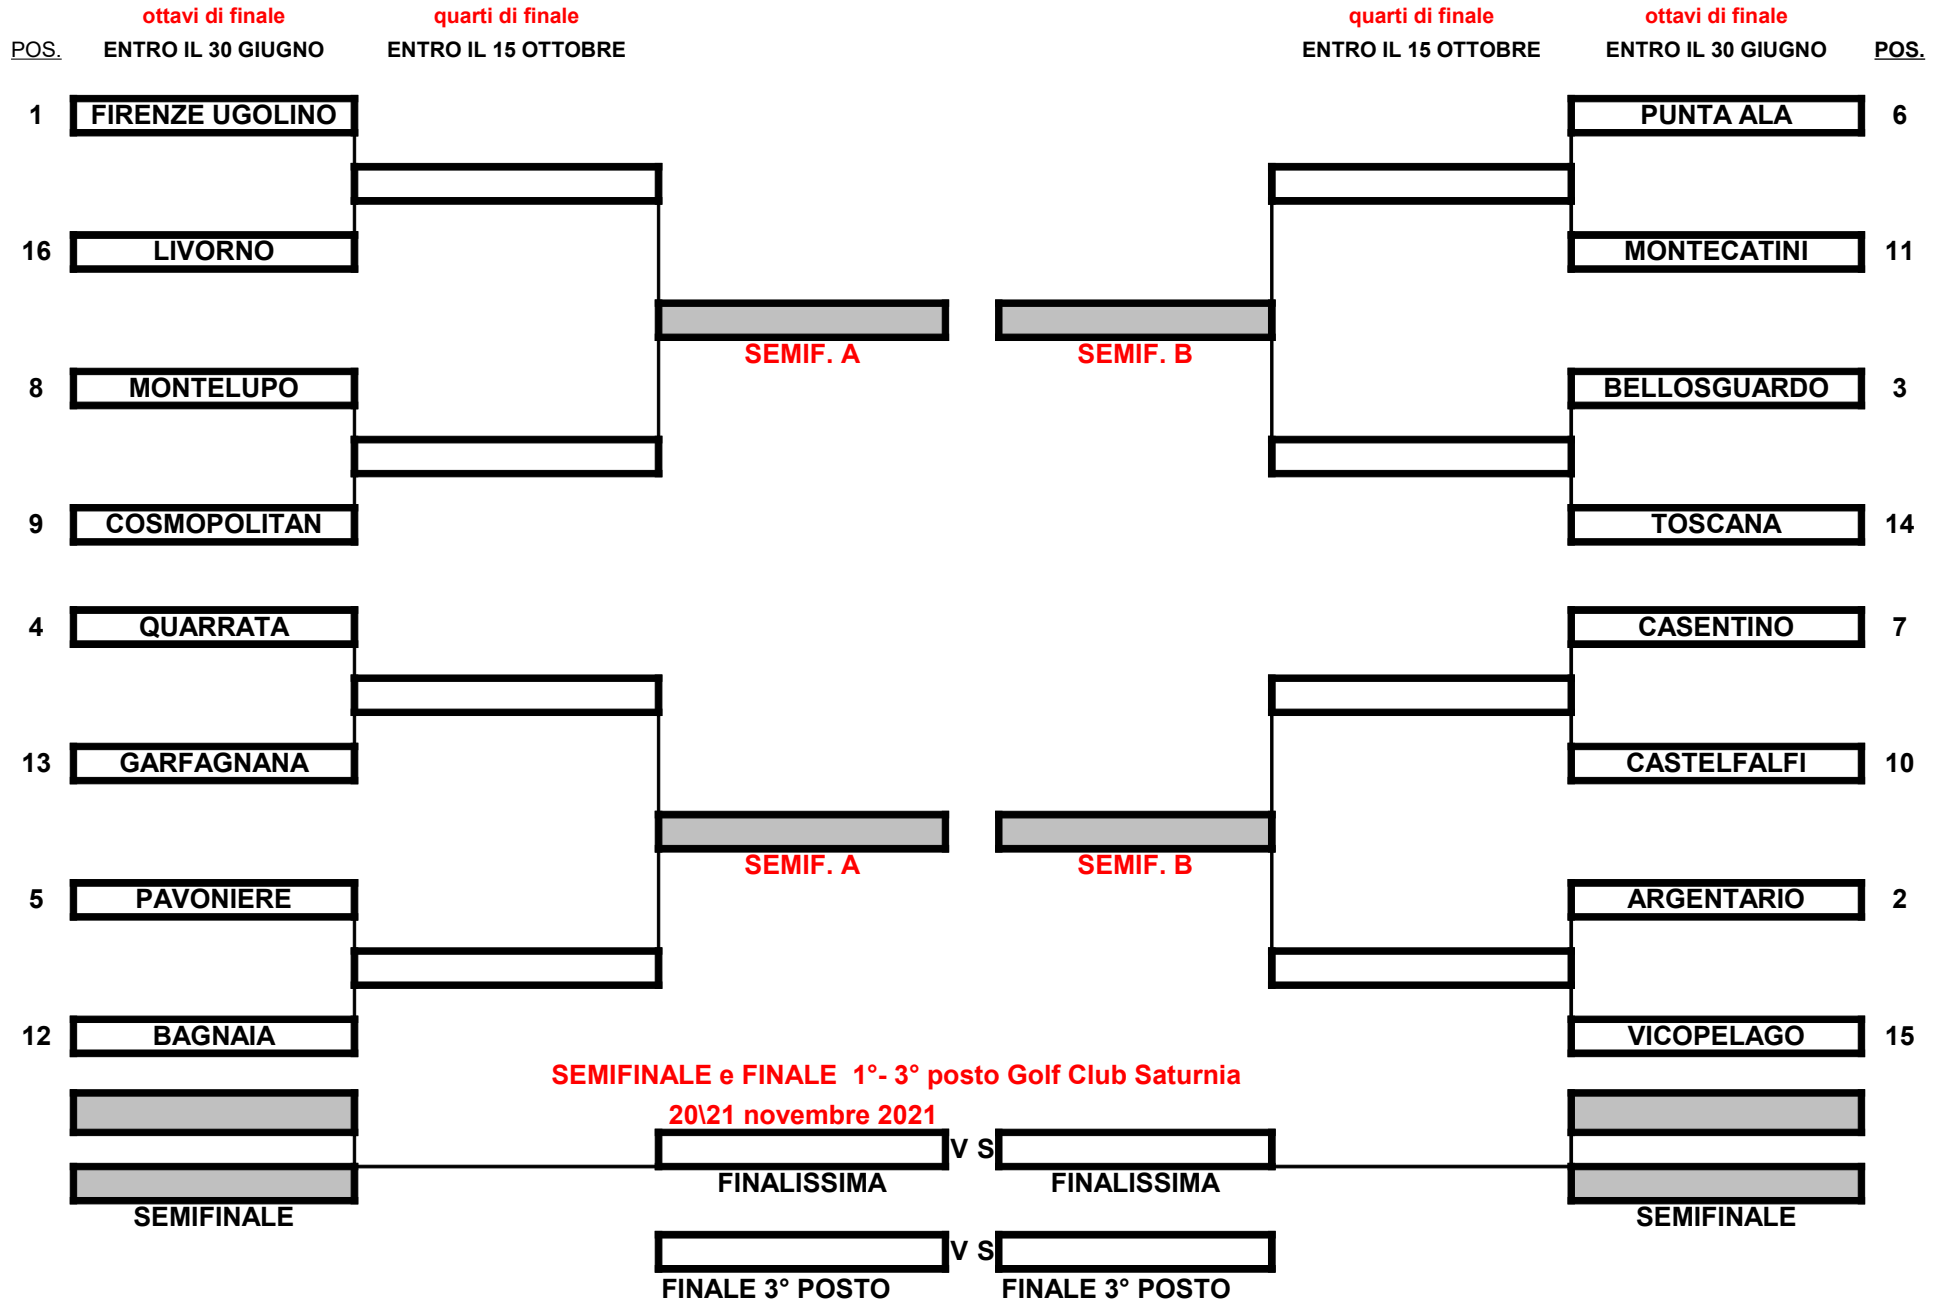 ottavi di finale quarti di finale quarti di finale ottavi di finale
POS. ENTRO IL 30 GIUGNO ENTRO IL 15 OTTOBRE ENTRO IL 15 OTTOBRE ENTRO IL 30 GIUGNO POS.
1 FIRENZE UGOLINO PUNTA ALA 6
16 LIVORNO MONTECATINI 11
SEMIF. A SEMIF. B
8 MONTELUPO BELLOSGUARDO 3
9 COSMOPOLITAN TOSCANA 14
4 QUARRATA CASENTINO 7
13 GARFAGNANA CASTELFALFI 10
SEMIF. A SEMIF. B
5 PAVONIERE ARGENTARIO 2
12 BAGNAIA VICOPELAGO 15
SEMIFINALE e FINALE 1°- 3° posto Golf Club Saturnia
20\21 novembre 2021
V S
FINALISSIMA FINALISSIMA
SEMIFINALE SEMIFINALE
V S
FINALE 3° POSTO FINALE 3° POSTO